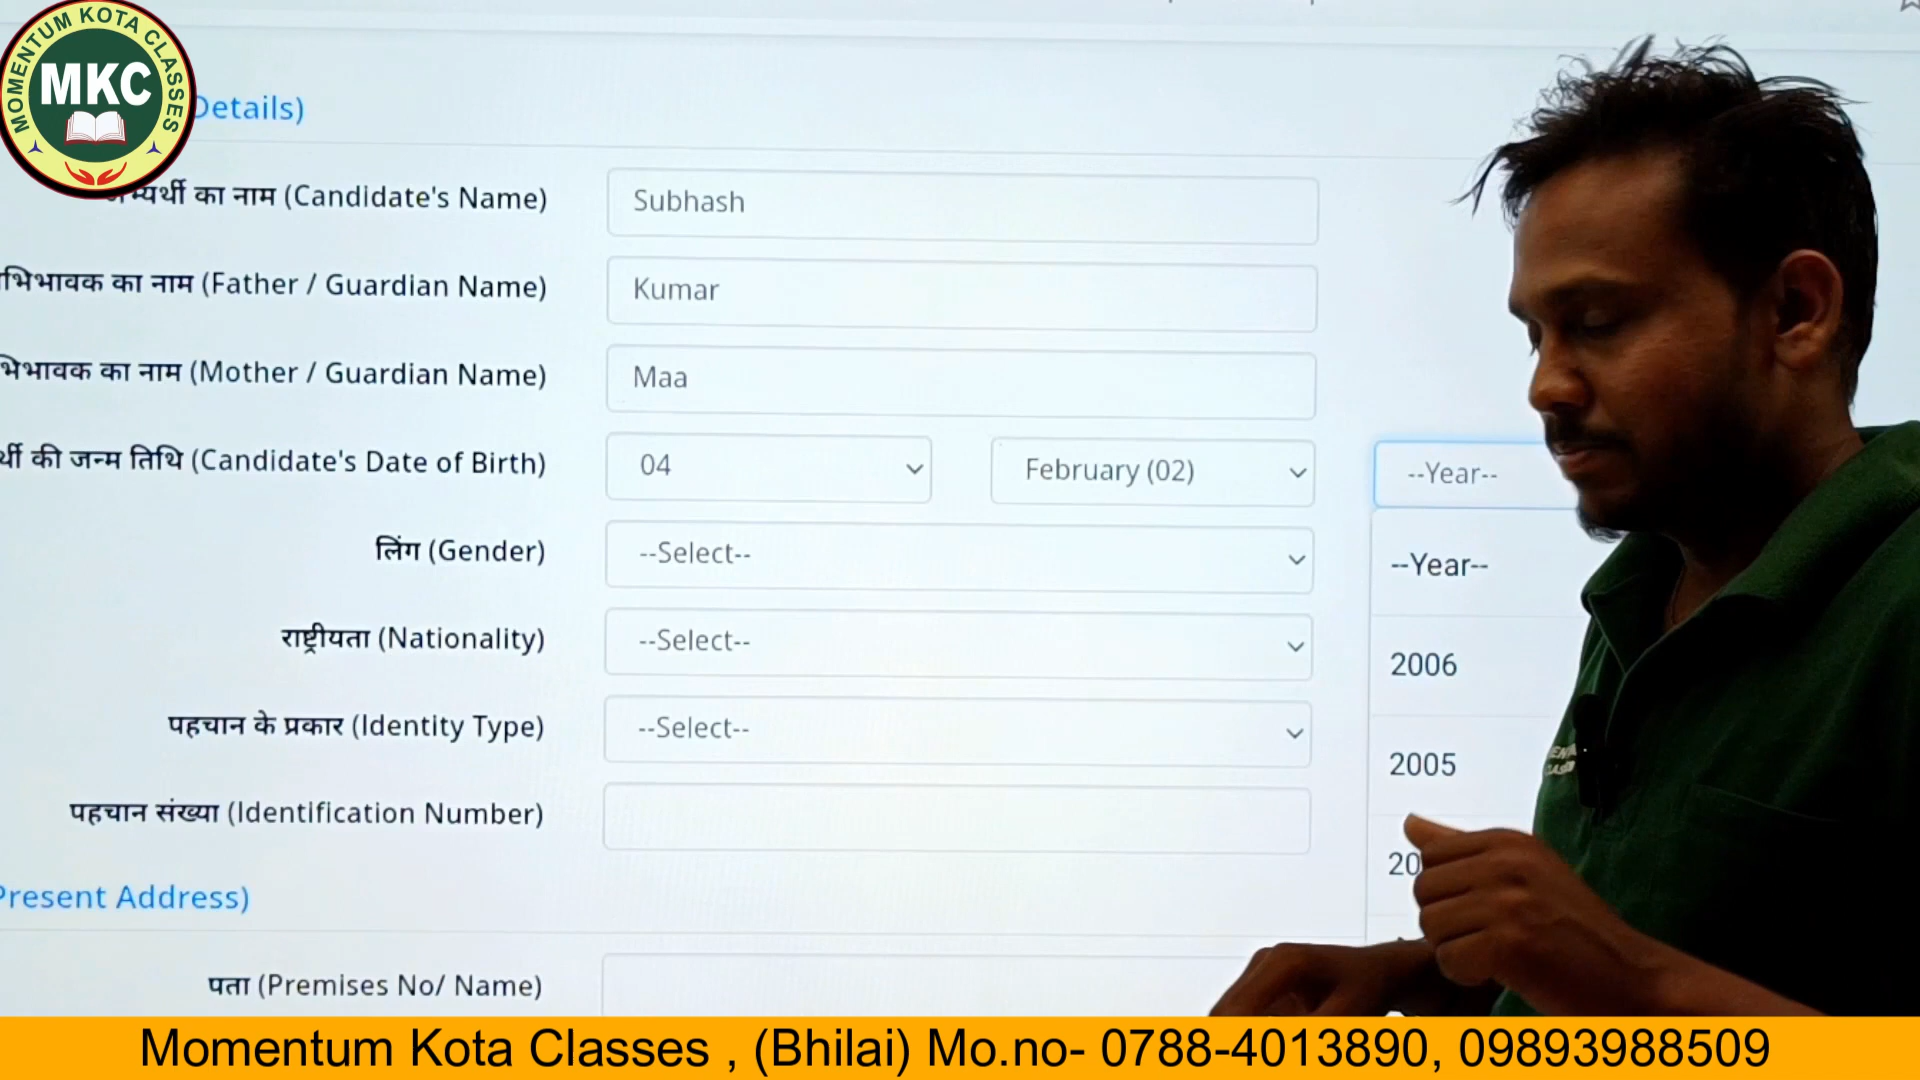 MOMENTUM KOTA CLASSES
MKC
Details)
का नाम (Candidate's Name)
Subhash
का नाम (Father / Guardian Name)
Kumar
का नाम (Mother / Guardian Name)
Maa
की जन्म तिथि (Candidate's Date of Birth)
04
February (02)
--Year--
लिंग (Gender)
--Select--
--Year--
राष्ट्रीयता (Nationality)
--Select--
2006
पहचान के प्रकार (Identity Type)
--Select--
2005
पहचान संख्या (Identification Number)
Present Address)
पता (Premises No/ Name)
Momentum Kota Classes , (Bhilai) Mo.no- 0788-4013890, 09893988509